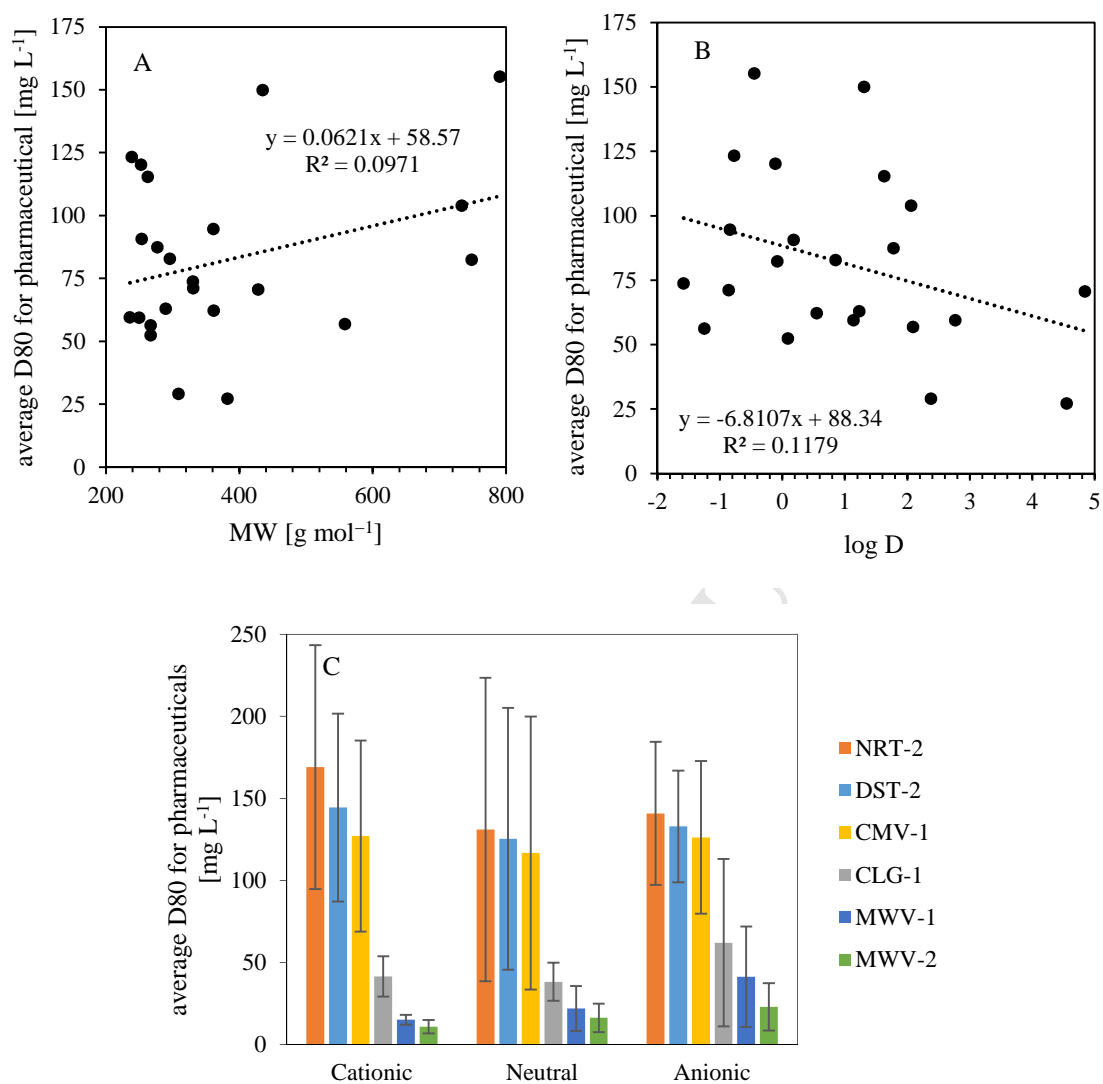 average D80 for pharmaceutical [mg L-1]
175
150
125
100
75
50
25
0
A
y = 0.0621x + 58.57
R² = 0.0971
200 400 600 800
MW [g mol−1]
average D80 for pharmaceutical [mg L-1]
175
150
125
100
75
50
25
0
B
y = -6.8107x + 88.34
R² = 0.1179
-2 -1 0 1 2 3 4 5
log D
average D80 for pharmaceuticals
[mg L-1]
250
200
150
100
50
0
C
Cationic Neutral Anionic
NRT-2
DST-2
CMV-1
CLG-1
MWV-1
MWV-2